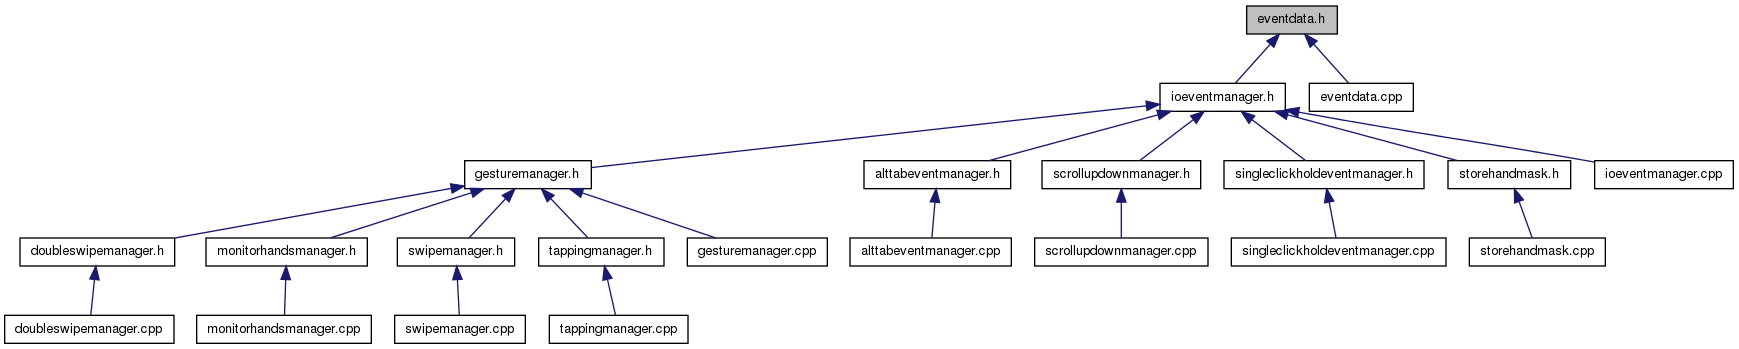 eventdata.h
ioeventmanager.h
eventdata.cpp
gesturemanager.h
alttabeventmanager.h
scrollupdownmanager.h
singleclickholdeventmanager.h
storehandmask.h
ioeventmanager.cpp
doubleswipemanager.h
monitorhandsmanager.h
swipemanager.h
tappingmanager.h
gesturemanager.cpp
alttabeventmanager.cpp
scrollupdownmanager.cpp
singleclickholdeventmanager.cpp
storehandmask.cpp
doubleswipemanager.cpp
monitorhandsmanager.cpp
swipemanager.cpp
tappingmanager.cpp